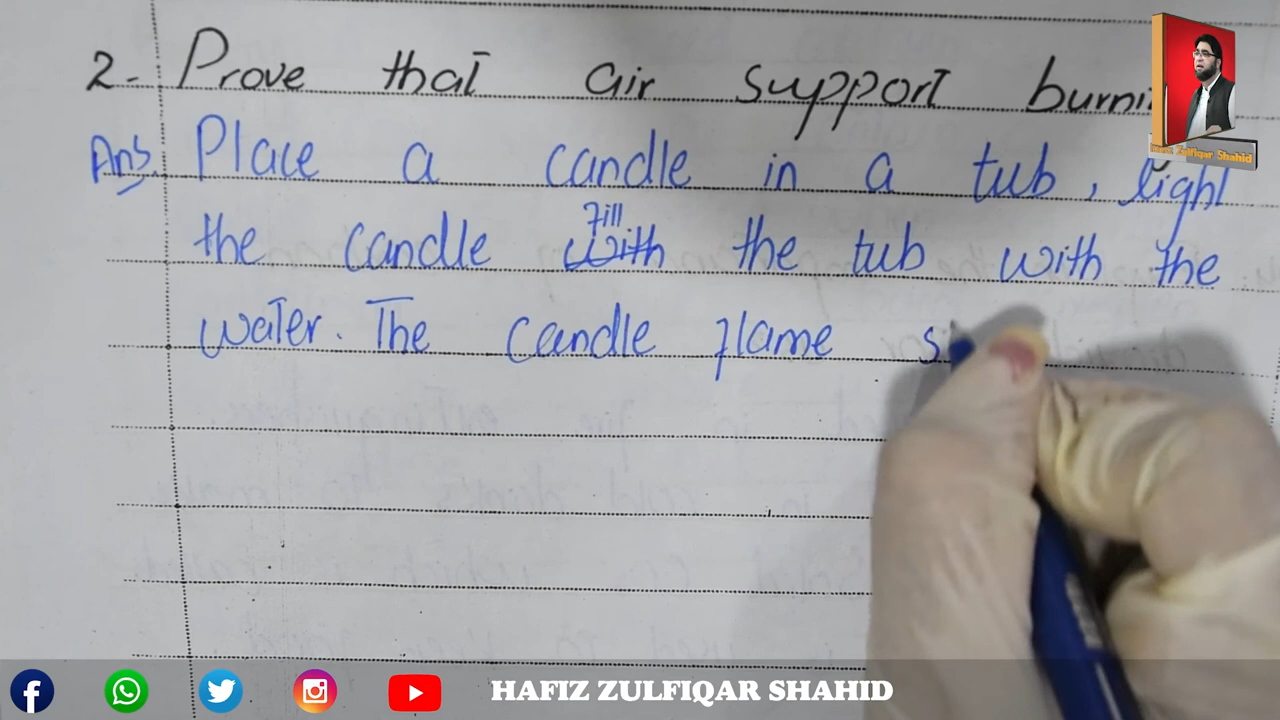 2- Prove that air support burni
Ans. Place a candle in a tub, light
the candle with fill the tub with the
water. The candle flame s
Hafiz Zulfiqar Shahid
HAFIZ ZULFIQAR SHAHID